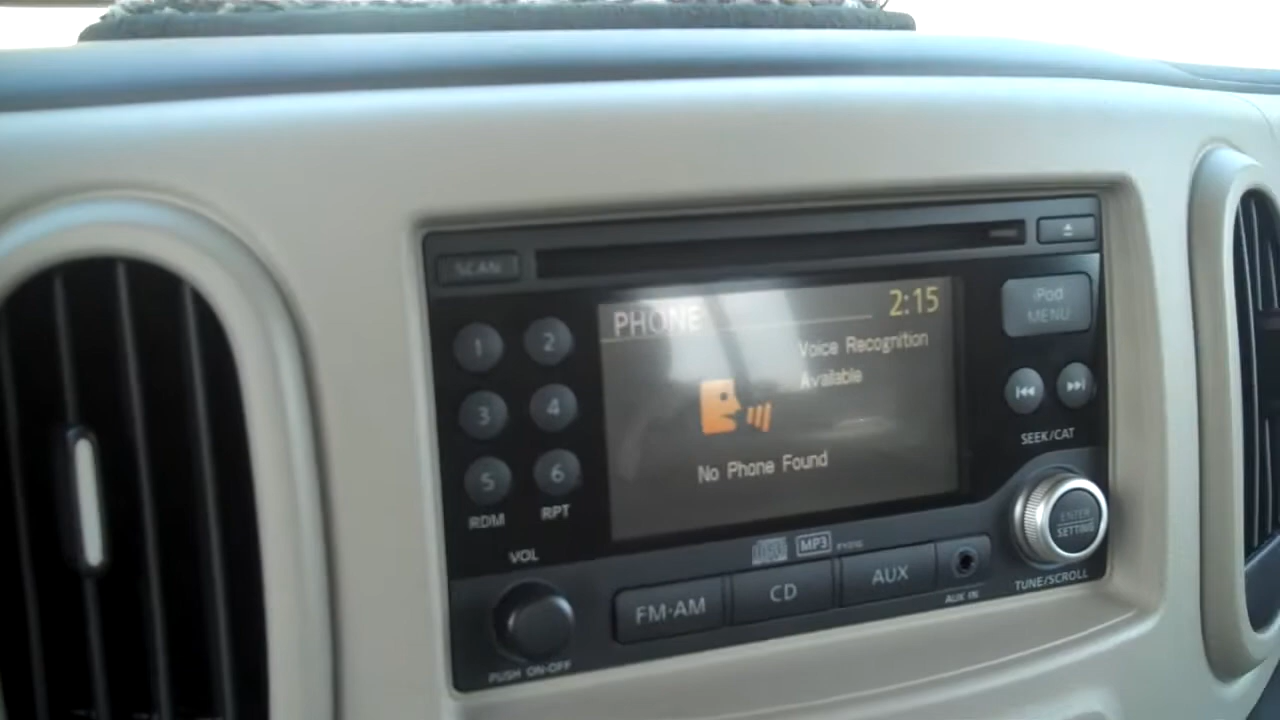 SCAN
iPod
MENU
PHONE
2:15
Voice Recognition
Available
No Phone Found
1
2
3
4
5
6
RDM
RPT
SEEK/CAT
VOL
MP3
ENTER
SETTING
FM·AM
CD
AUX
AUX IN
TUNE/SCROLL
PUSH ON·OFF